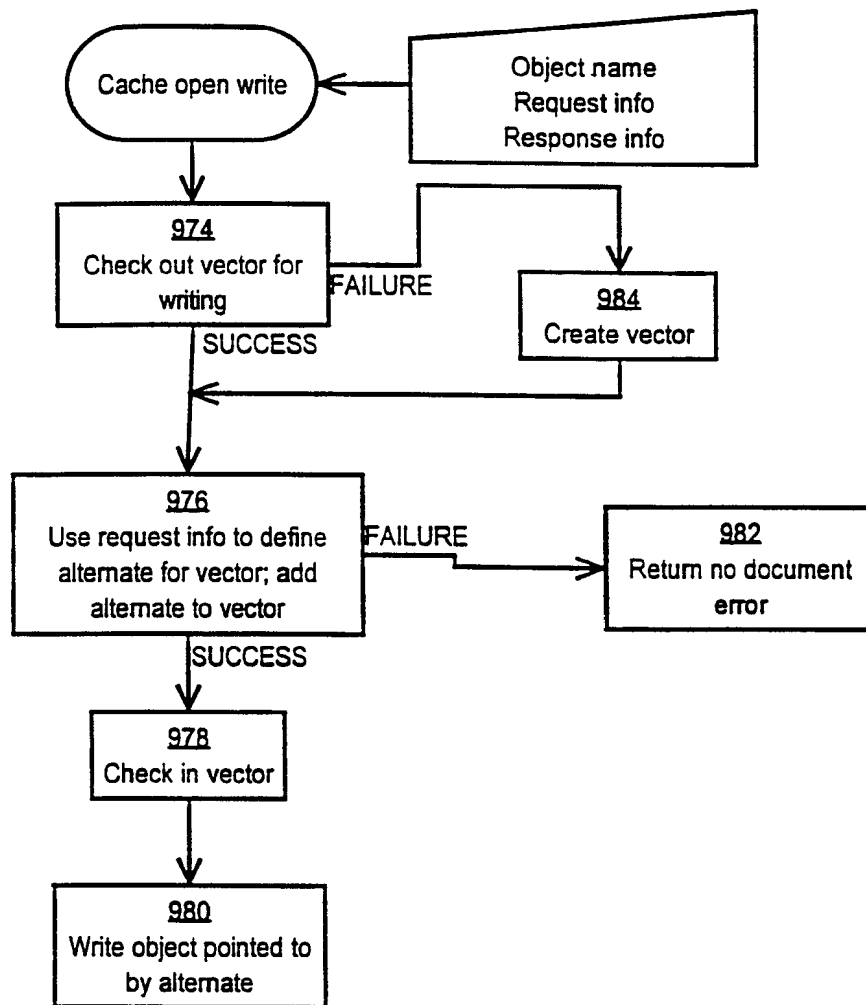 Cache open write
Object name
Request info
Response info
974
Check out vector for
writing
FAILURE
984
Create vector
SUCCESS
976
Use request info to define
alternate for vector; add
alternate to vector
FAILURE
982
Return no document
error
SUCCESS
978
Check in vector
980
Write object pointed to
by alternate